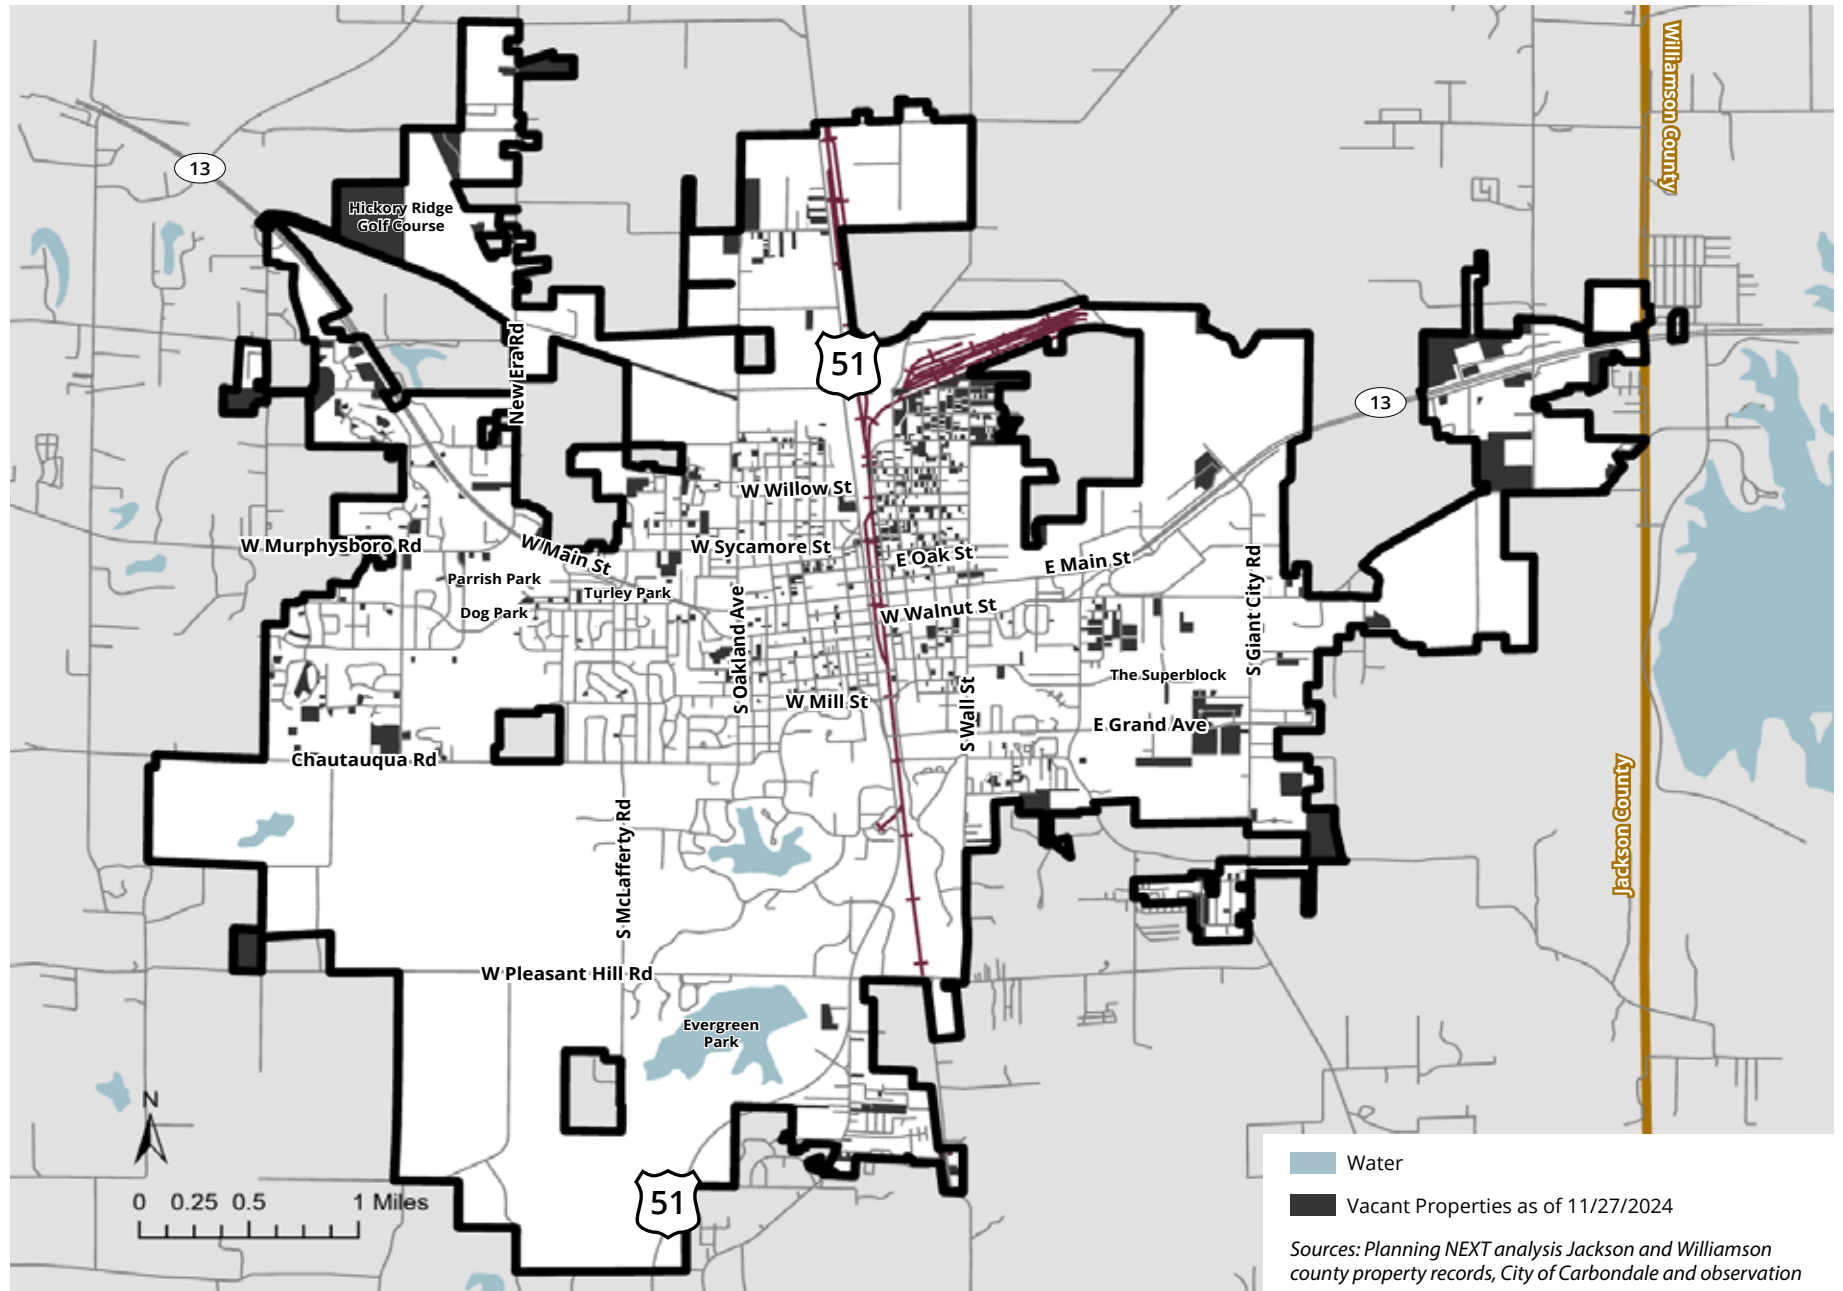 Williamson County
13
Hickory Ridge
Golf Course
New Era Rd
51
13
W Willow St
W Murphysboro Rd
W Main St
W Sycamore St
E Oak St
E Main St
Parrish Park
Turley Park
Dog Park
W Walnut St
S Oakland Ave
S Giant City Rd
The Superblock
W Mill St
S Wall St
E Grand Ave
Chautauqua Rd
Jackson County
S McLafferty Rd
W Pleasant Hill Rd
Evergreen
Park
N
51
0 0.25 0.5 1 Miles
Water
Vacant Properties as of 11/27/2024
Sources: Planning NEXT analysis Jackson and Williamson
county property records, City of Carbondale and observation